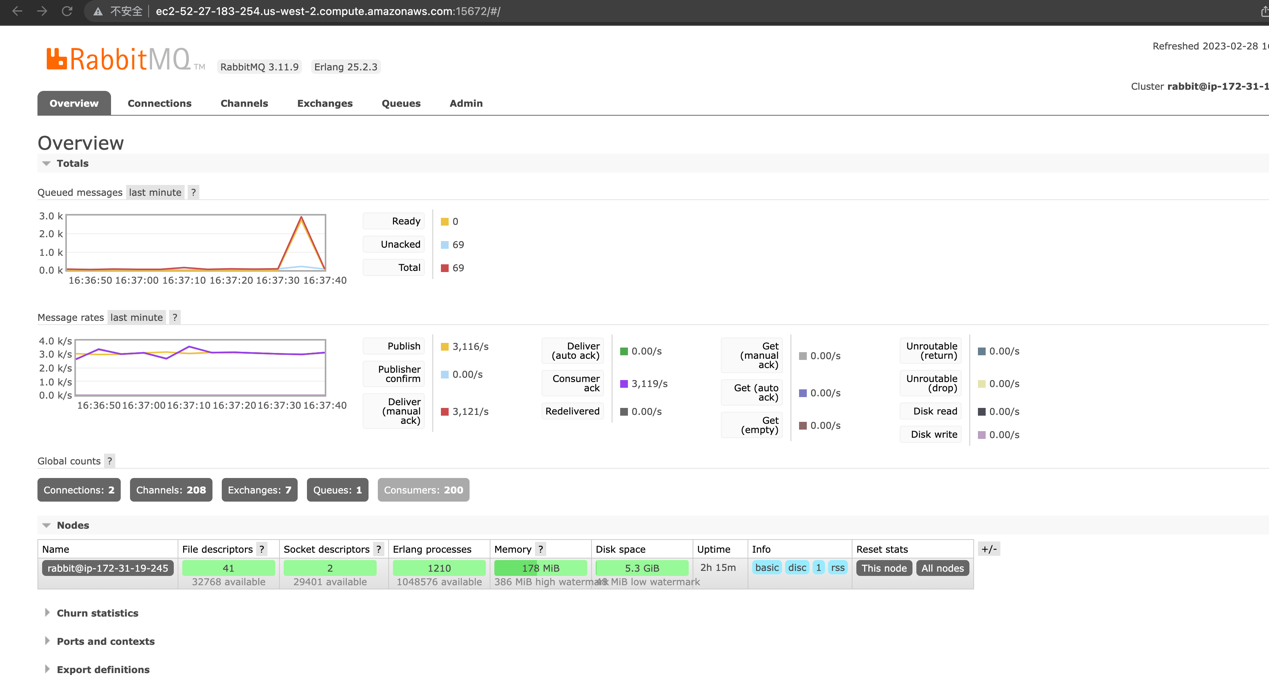 不安全 ec2-52-27-183-254.us-west-2.compute.amazonaws.com:15672/#/
Refreshed 2023-02-28
RabbitMQ TM RabbitMQ 3.11.9 Erlang 25.2.3
Cluster rabbit@ip-172-31-1
Overview Connections Channels Exchanges Queues Admin
Overview
Totals
Queued messages last minute ?
3.0 k
2.0 k
1.0 k
0.0 k
16:36:50 16:37:00 16:37:10 16:37:20 16:37:30 16:37:40
Ready 0
Unacked 69
Total 69
Message rates last minute ?
4.0 k/s
3.0 k/s
2.0 k/s
1.0 k/s
0.0 k/s
16:36:50 16:37:00 16:37:10 16:37:20 16:37:30 16:37:40
Publish 3,116/s
Publisher confirm 0.00/s
Deliver (manual ack) 3,121/s
Deliver (auto ack) 0.00/s
Consumer ack 3,119/s
Redelivered 0.00/s
Get (manual ack) 0.00/s
Get (auto ack) 0.00/s
Get (empty) 0.00/s
Unroutable (return) 0.00/s
Unroutable (drop) 0.00/s
Disk read 0.00/s
Disk write 0.00/s
Global counts ?
Connections: 2 Channels: 208 Exchanges: 7 Queues: 1 Consumers: 200
Nodes
Name File descriptors ? Socket descriptors ? Erlang processes Memory ? Disk space Uptime Info Reset stats +/-
rabbit@ip-172-31-19-245 41 2 1210 178 MiB 5.3 GiB 2h 15m basic disc 1 rss This node All nodes
32768 available 29401 available 1048576 available 386 MiB high watermark MiB low watermark
Churn statistics
Ports and contexts
Export definitions